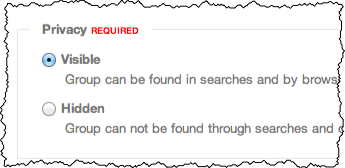 Privacy REQUIRED
Visible
Group can be found in searches and by brows
Hidden
Group can not be found through searches and